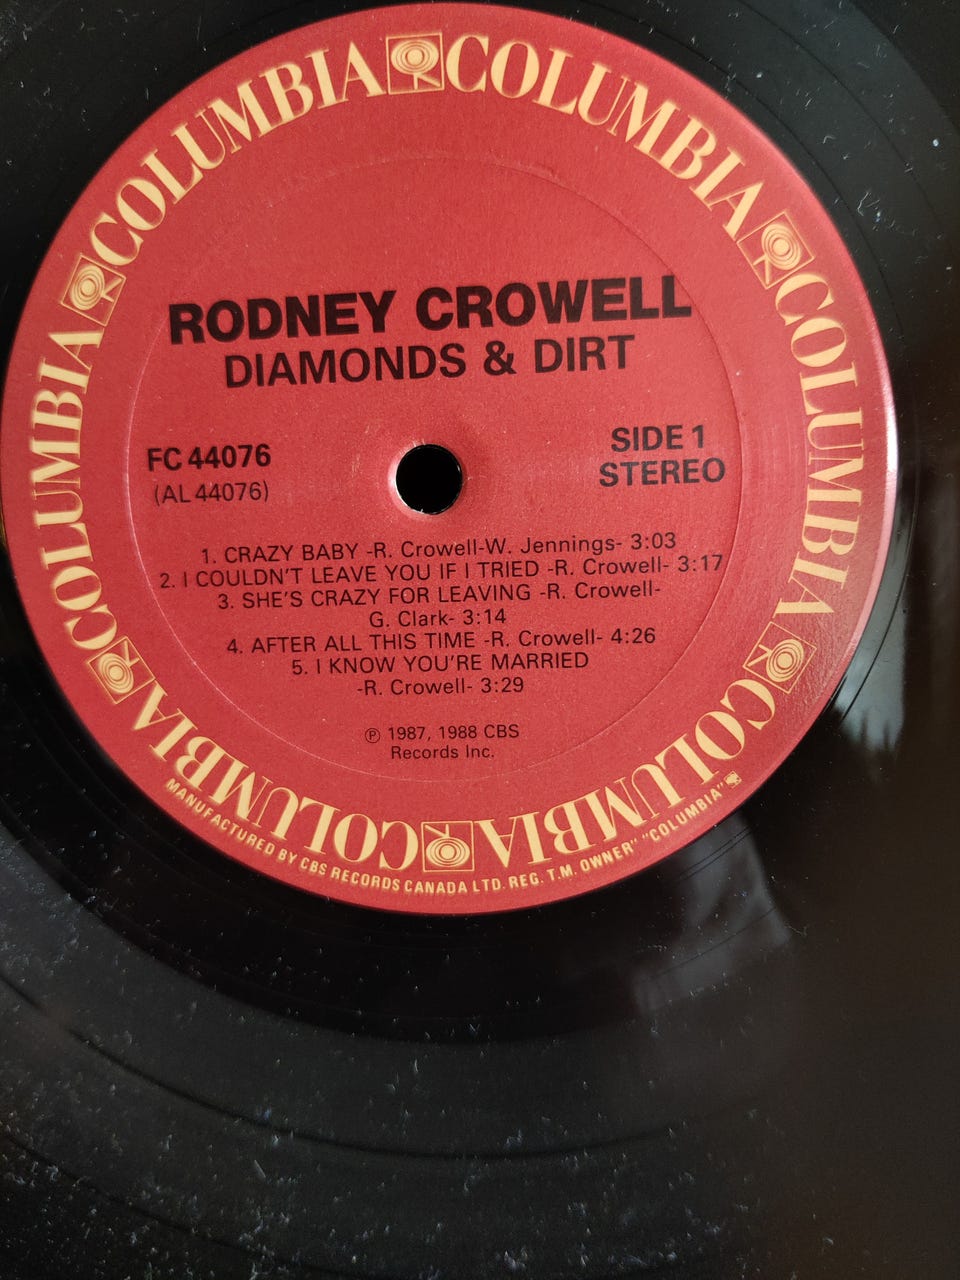 COLUMBIA COLUMBIA COLUMBIA COLUMBIA COLUMBIA COLUMBIA COLUMBIA COLUMBIA
RODNEY CROWELL
DIAMONDS & DIRT
FC 44076
(AL 44076)
SIDE 1
STEREO
1. CRAZY BABY -R. Crowell-W. Jennings- 3:03
2. I COULDN'T LEAVE YOU IF I TRIED -R. Crowell- 3:17
3. SHE'S CRAZY FOR LEAVING -R. Crowell-
G. Clark- 3:14
4. AFTER ALL THIS TIME -R. Crowell- 4:26
5. I KNOW YOU'RE MARRIED
-R. Crowell- 3:29
℗ 1987, 1988 CBS
Records Inc.
MANUFACTURED BY CBS RECORDS CANADA LTD. REG. T.M. OWNER" "COLUMBIA"